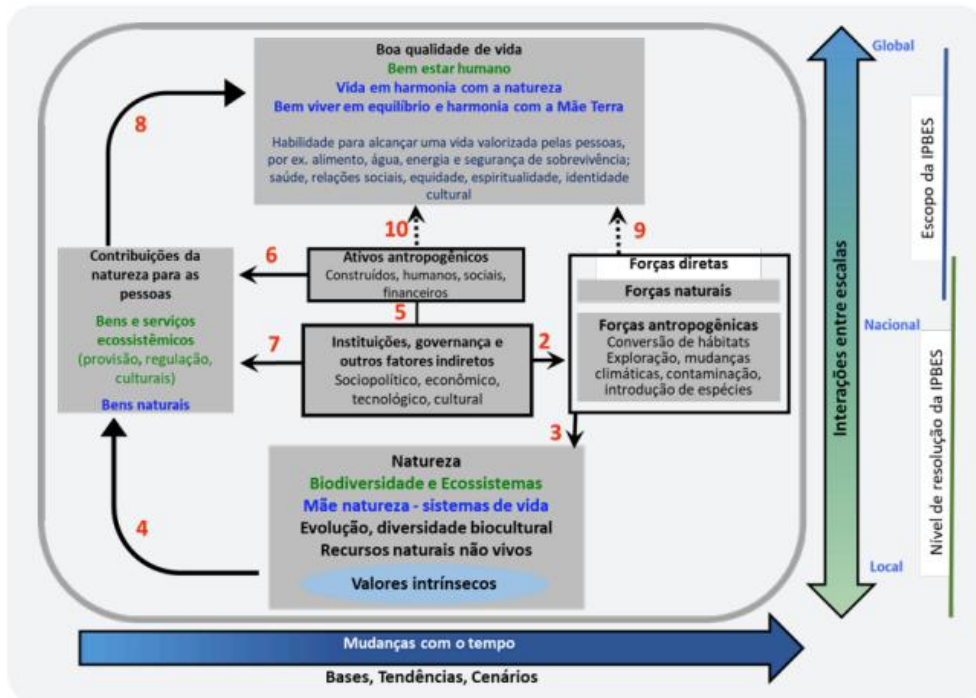 Boa qualidade de vida
Bem estar humano
Vida em harmonia com a natureza
Bem viver em equilíbrio e harmonia com a Mãe Terra
Habilidade para alcançar uma vida valorizada pelas pessoas,
por ex. alimento, água, energia e segurança de sobrevivência;
saúde, relações sociais, equidade, espiritualidade, identidade
cultural
8
10
9
Contribuições da
natureza para as
pessoas
Bens e serviços
ecossistêmicos
(provisão, regulação,
culturais)
Bens naturais
6
Ativos antropogênicos
Construídos, humanos, sociais,
financeiros
5
7
Instituições, governança e
outros fatores indiretos
Sociopolítico, econômico,
tecnológico, cultural
2
Forças diretas
Forças naturais
Forças antropogênicas
Conversão de hábitats
Exploração, mudanças
climáticas, contaminação,
introdução de espécies
3
4
Natureza
Biodiversidade e Ecossistemas
Mãe natureza - sistemas de vida
Evolução, diversidade biocultural
Recursos naturais não vivos
Valores intrínsecos
Interações entre escalas
Global
Nacional
Local
Escopo da IPBES
Nível de resolução da IPBES
Mudanças com o tempo
Bases, Tendências, Cenários